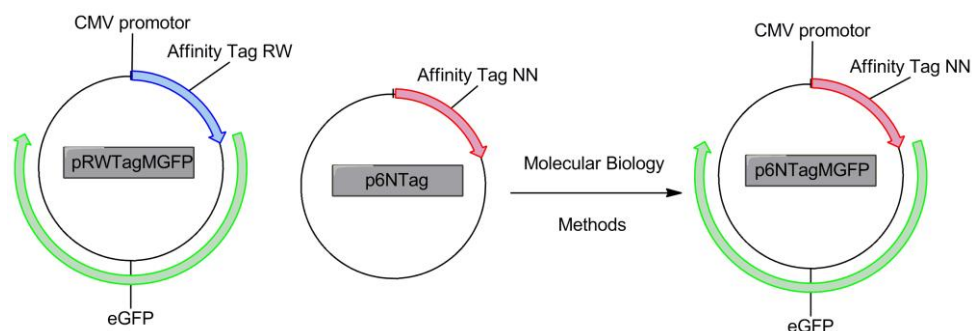 CMV promotor
Affinity Tag RW
pRWTagMGFP
eGFP
Affinity Tag NN
p6NTag
Molecular Biology
Methods
CMV promotor
Affinity Tag NN
p6NTagMGFP
eGFP